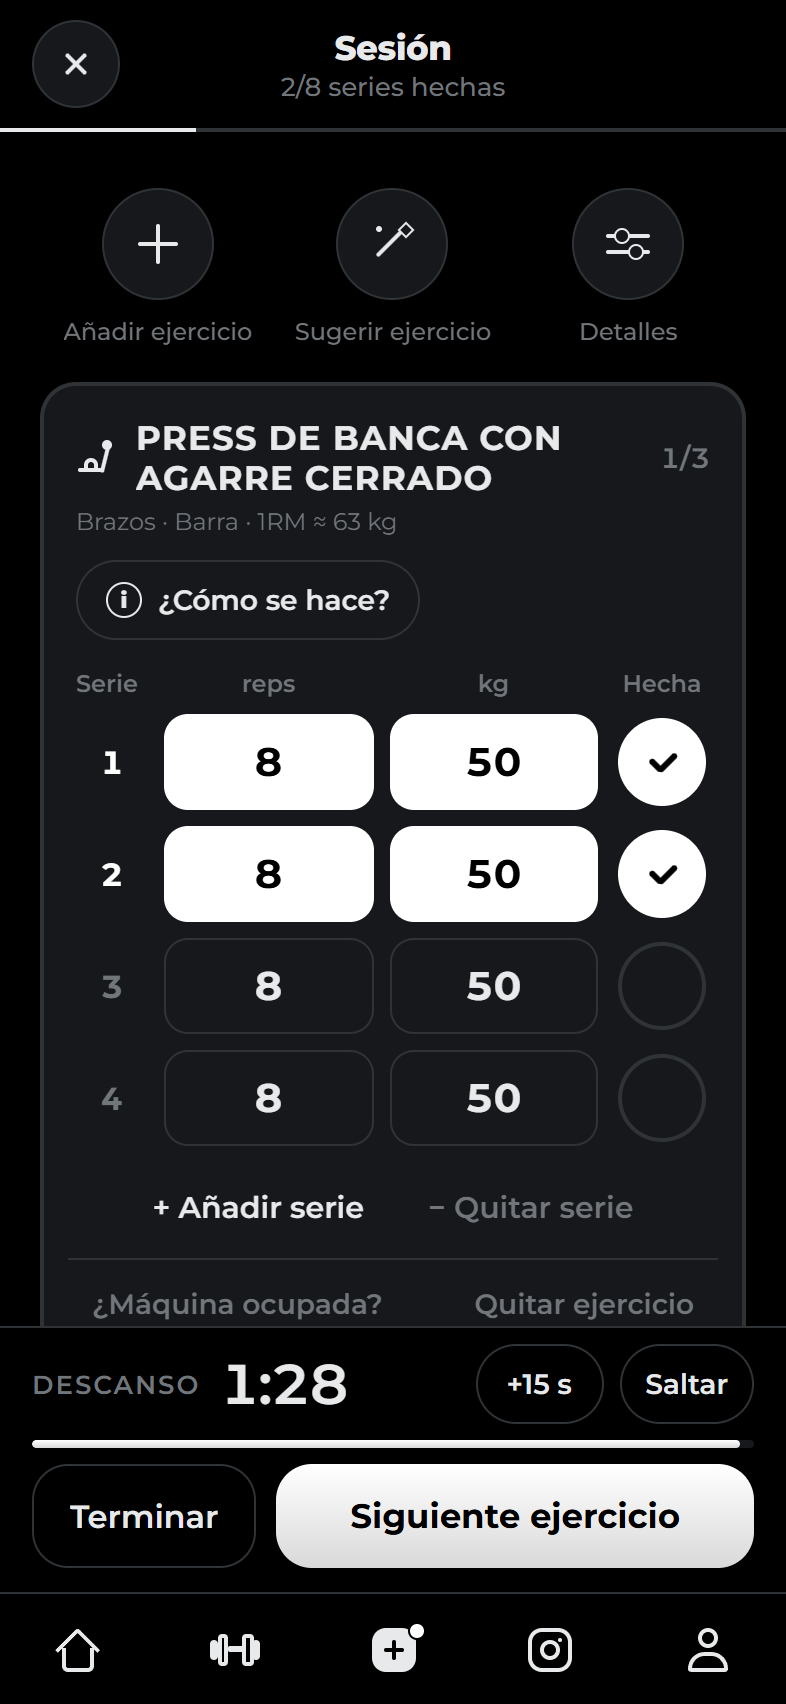 Sesión
2/8 series hechas
Añadir ejercicio
Sugerir ejercicio
Detalles
PRESS DE BANCA CON
AGARRE CERRADO
1/3
Brazos · Barra · 1RM ≈ 63 kg
¿Cómo se hace?
Serie reps kg Hecha
1 8 50
2 8 50
3 8 50
4 8 50
+ Añadir serie
− Quitar serie
¿Máquina ocupada?
Quitar ejercicio
DESCANSO 1:28
+15 s
Saltar
Terminar
Siguiente ejercicio